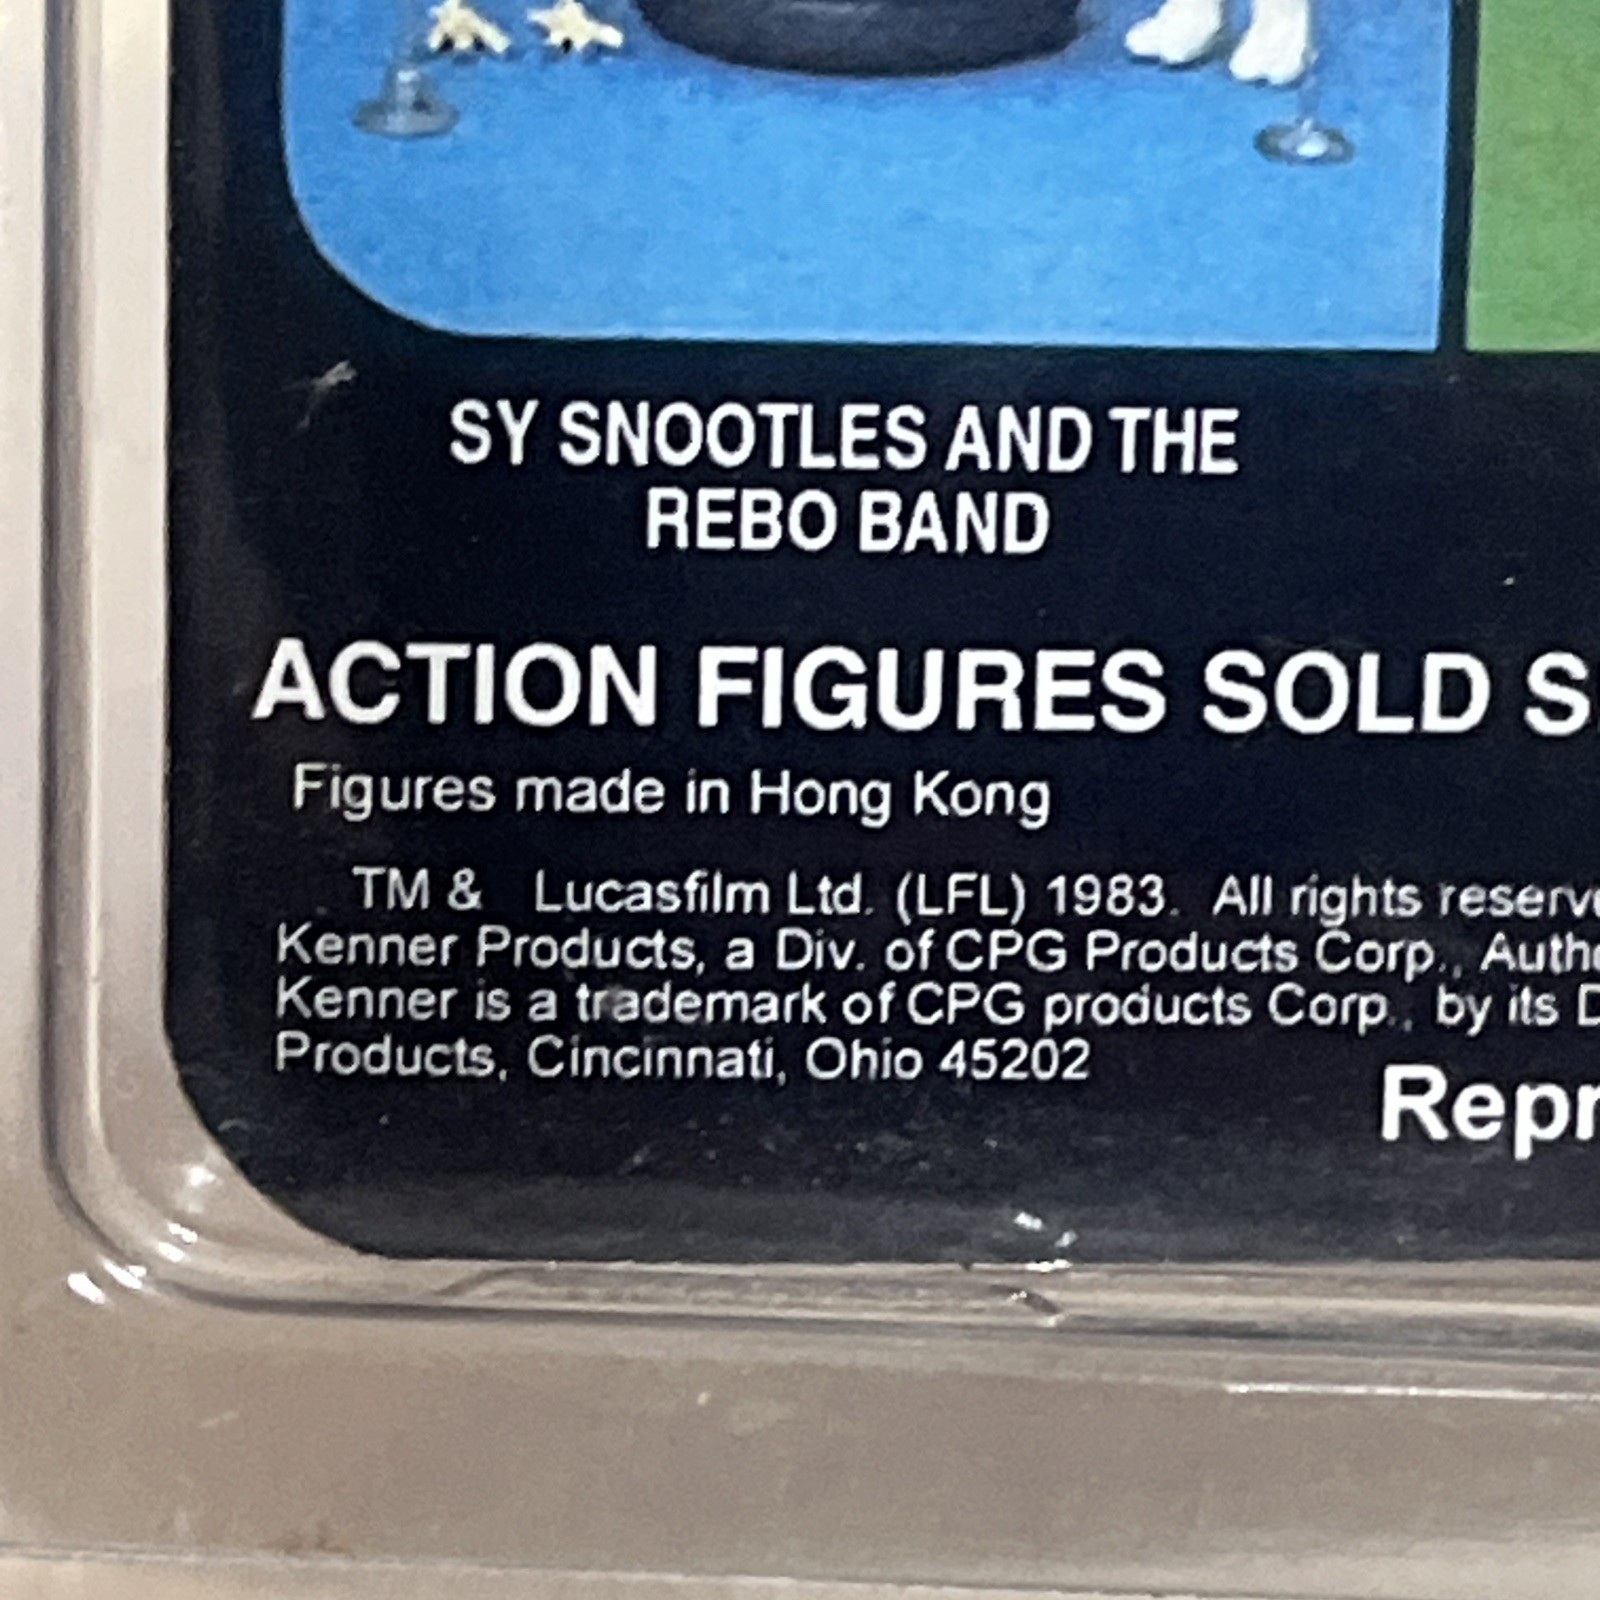 SY SNOOTLES AND THE
REBO BAND
ACTION FIGURES SOLD S
Figures made in Hong Kong
TM & Lucasfilm Ltd. (LFL) 1983. All rights reserve
Kenner Products, a Div. of CPG Products Corp., Autho
Kenner is a trademark of CPG products Corp., by its D
Products, Cincinnati, Ohio 45202
Repr